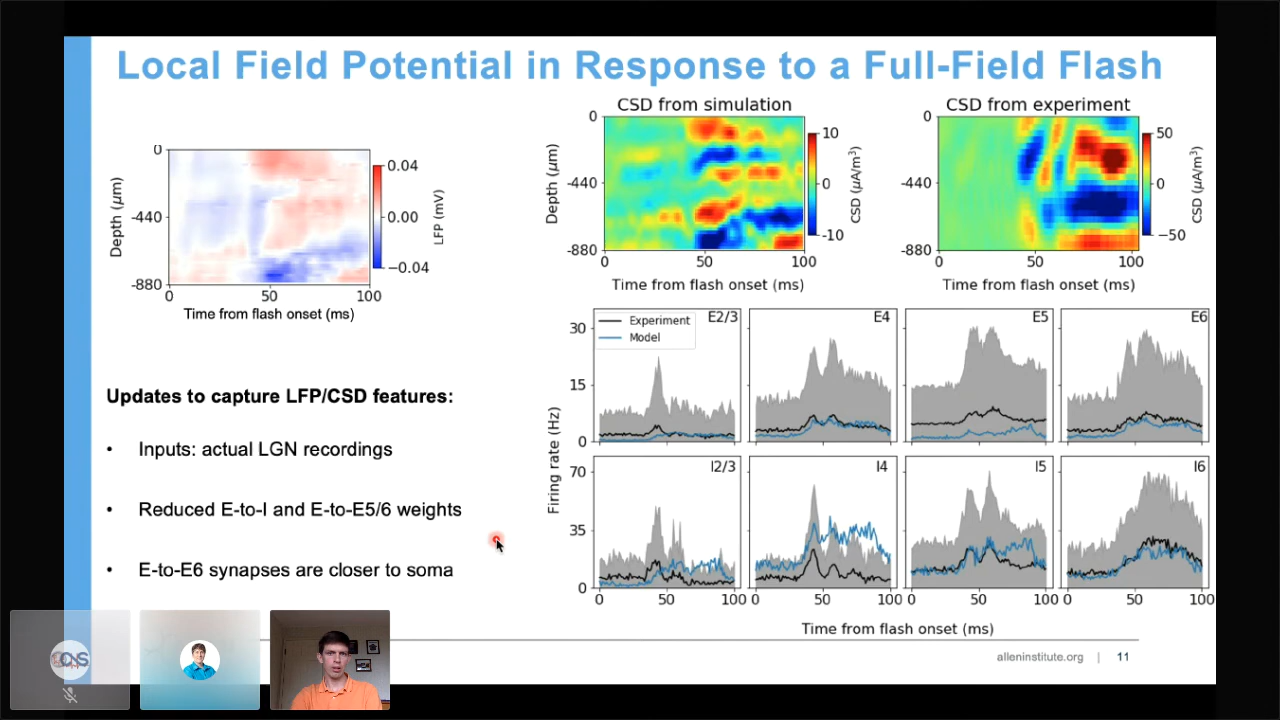 Local Field Potential in Response to a Full-Field Flash
0
-440
-880
Depth (μm)
0
50
100
Time from flash onset (ms)
0.04
0.00
−0.04
LFP (mV)
CSD from simulation
0
-440
-880
Depth (μm)
0
50
100
Time from flash onset (ms)
10
0
-10
CSD (μA/m³)
CSD from experiment
0
-440
-880
0
50
100
Time from flash onset (ms)
50
0
−50
CSD (μA/m³)
Updates to capture LFP/CSD features:
• Inputs: actual LGN recordings
• Reduced E-to-I and E-to-E5/6 weights
• E-to-E6 synapses are closer to soma
Firing rate (Hz)
30
15
0
Experiment
Model
E2/3
E4
E5
E6
70
35
0
I2/3
I4
I5
I6
0 50 100
0 50 100
0 50 100
0 50 100
Time from flash onset (ms)
alleninstitute.org | 11